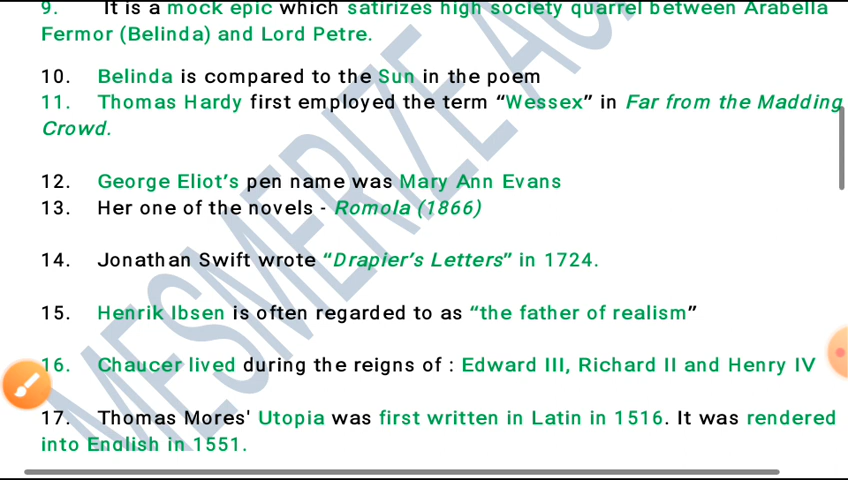 9. It is a mock epic which satirizes high society quarrel between Arabella
Fermor (Belinda) and Lord Petre.
10. Belinda is compared to the Sun in the poem
11. Thomas Hardy first employed the term “Wessex” in Far from the Madding
Crowd.
12. George Eliot’s pen name was Mary Ann Evans
13. Her one of the novels - Romola (1866)
14. Jonathan Swift wrote “Drapier’s Letters” in 1724.
15. Henrik Ibsen is often regarded to as “the father of realism”
16. Chaucer lived during the reigns of : Edward III, Richard II and Henry IV
17. Thomas Mores' Utopia was first written in Latin in 1516. It was rendered
into English in 1551.
MESMERIZE AC